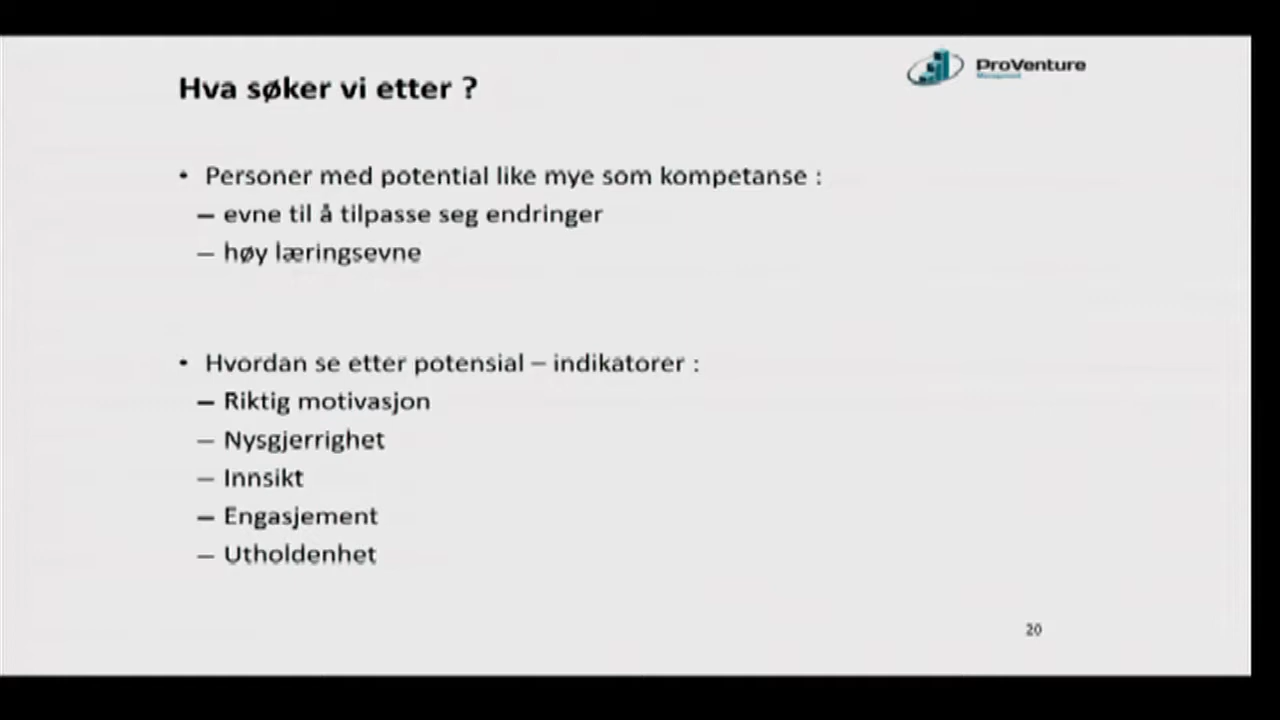 Hva søker vi etter ?
ProVenture
Management
• Personer med potential like mye som kompetanse :
– evne til å tilpasse seg endringer
– høy læringsevne
• Hvordan se etter potensial – indikatorer :
– Riktig motivasjon
– Nysgjerrighet
– Innsikt
– Engasjement
– Utholdenhet
20